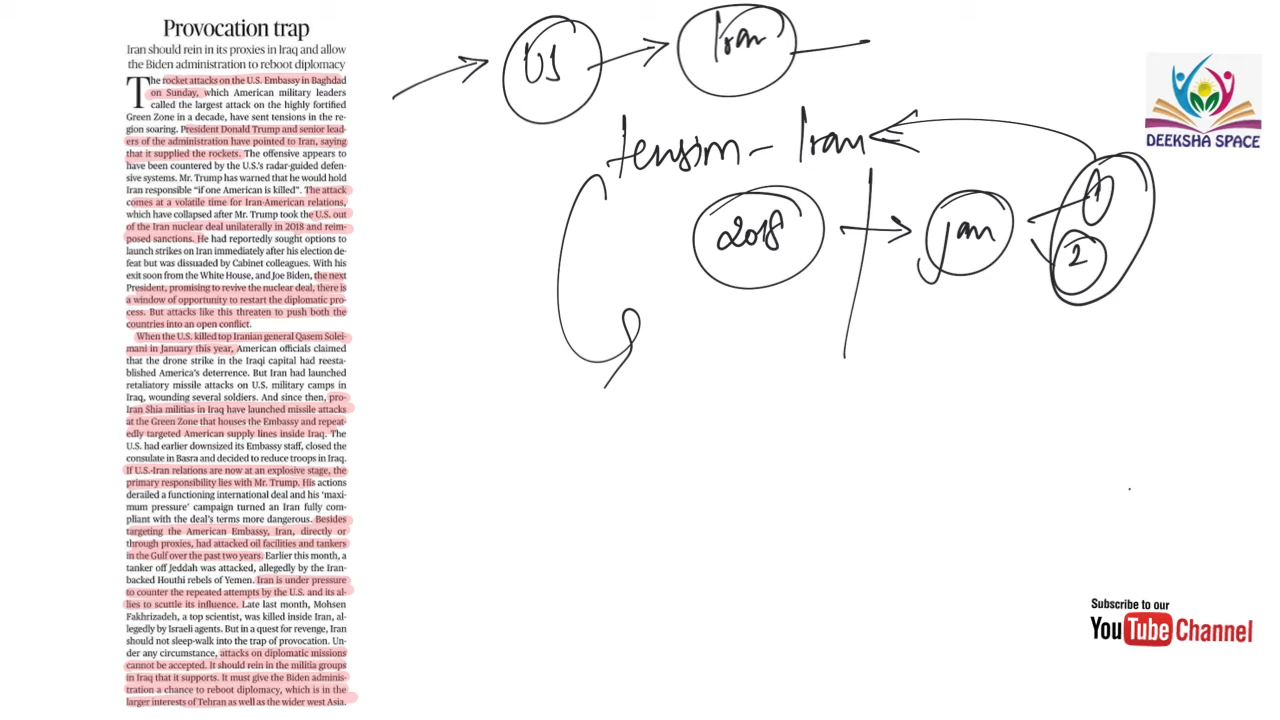 Provocation trap
Iran should rein in its proxies in Iraq and allow
the Biden administration to reboot diplomacy
The rocket attacks on the U.S. Embassy in Baghdad
on Sunday, which American military leaders
called the largest attack on the highly fortified
Green Zone in a decade, have sent tensions in the re-
gion soaring. President Donald Trump and senior lead-
ers of the administration have pointed to Iran, saying
that it supplied the rockets. The offensive appears to
have been countered by the U.S.'s radar-guided defen-
sive systems. Mr. Trump has warned that he would hold
Iran responsible “if one American is killed”. The attack
comes at a volatile time for Iran-American relations,
which have collapsed after Mr. Trump took the U.S. out
of the Iran nuclear deal unilaterally in 2018 and reim-
posed sanctions. He had reportedly sought options to
launch strikes on Iran immediately after his election de-
feat but was dissuaded by Cabinet colleagues. With his
exit soon from the White House, and Joe Biden, the next
President, promising to revive the nuclear deal, there is
a window of opportunity to restart the diplomatic pro-
cess. But attacks like this threaten to push both the
countries into an open conflict.
When the U.S. killed top Iranian general Qasem Solei-
mani in January this year, American officials claimed
that the drone strike in the Iraqi capital had reesta-
blished America's deterrence. But Iran had launched
retaliatory missile attacks on U.S. military camps in
Iraq, wounding several soldiers. And since then, pro-
Iran Shia militias in Iraq have launched missile attacks
at the Green Zone that houses the Embassy and repeat-
edly targeted American supply lines inside Iraq. The
U.S. had earlier downsized its Embassy staff, closed the
consulate in Basra and decided to reduce troops in Iraq.
If U.S.-Iran relations are now at an explosive stage, the
primary responsibility lies with Mr. Trump. His actions
derailed a functioning international deal and his ‘maxi-
mum pressure’ campaign turned an Iran fully com-
pliant with the deal's terms more dangerous. Besides
targeting the American Embassy, Iran, directly or
through proxies, had attacked oil facilities and tankers
in the Gulf over the past two years. Earlier this month, a
tanker off Jeddah was attacked, allegedly by the Iran-
backed Houthi rebels of Yemen. Iran is under pressure
to counter the repeated attempts by the U.S. and its al-
lies to scuttle its influence. Late last month, Mohsen
Fakhrizadeh, a top scientist, was killed inside Iran, al-
legedly by Israeli agents. But in a quest for revenge, Iran
should not sleep-walk into the trap of provocation. Un-
der any circumstance, attacks on diplomatic missions
cannot be accepted. It should rein in the militia groups
in Iraq that it supports. It must give the Biden adminis-
tration a chance to reboot diplomacy, which is in the
larger interests of Tehran as well as the wider west Asia.
US Iran
tension - Iran
2018 Jan 1
2
DEEKSHA SPACE
Subscribe to our
YouTube Channel